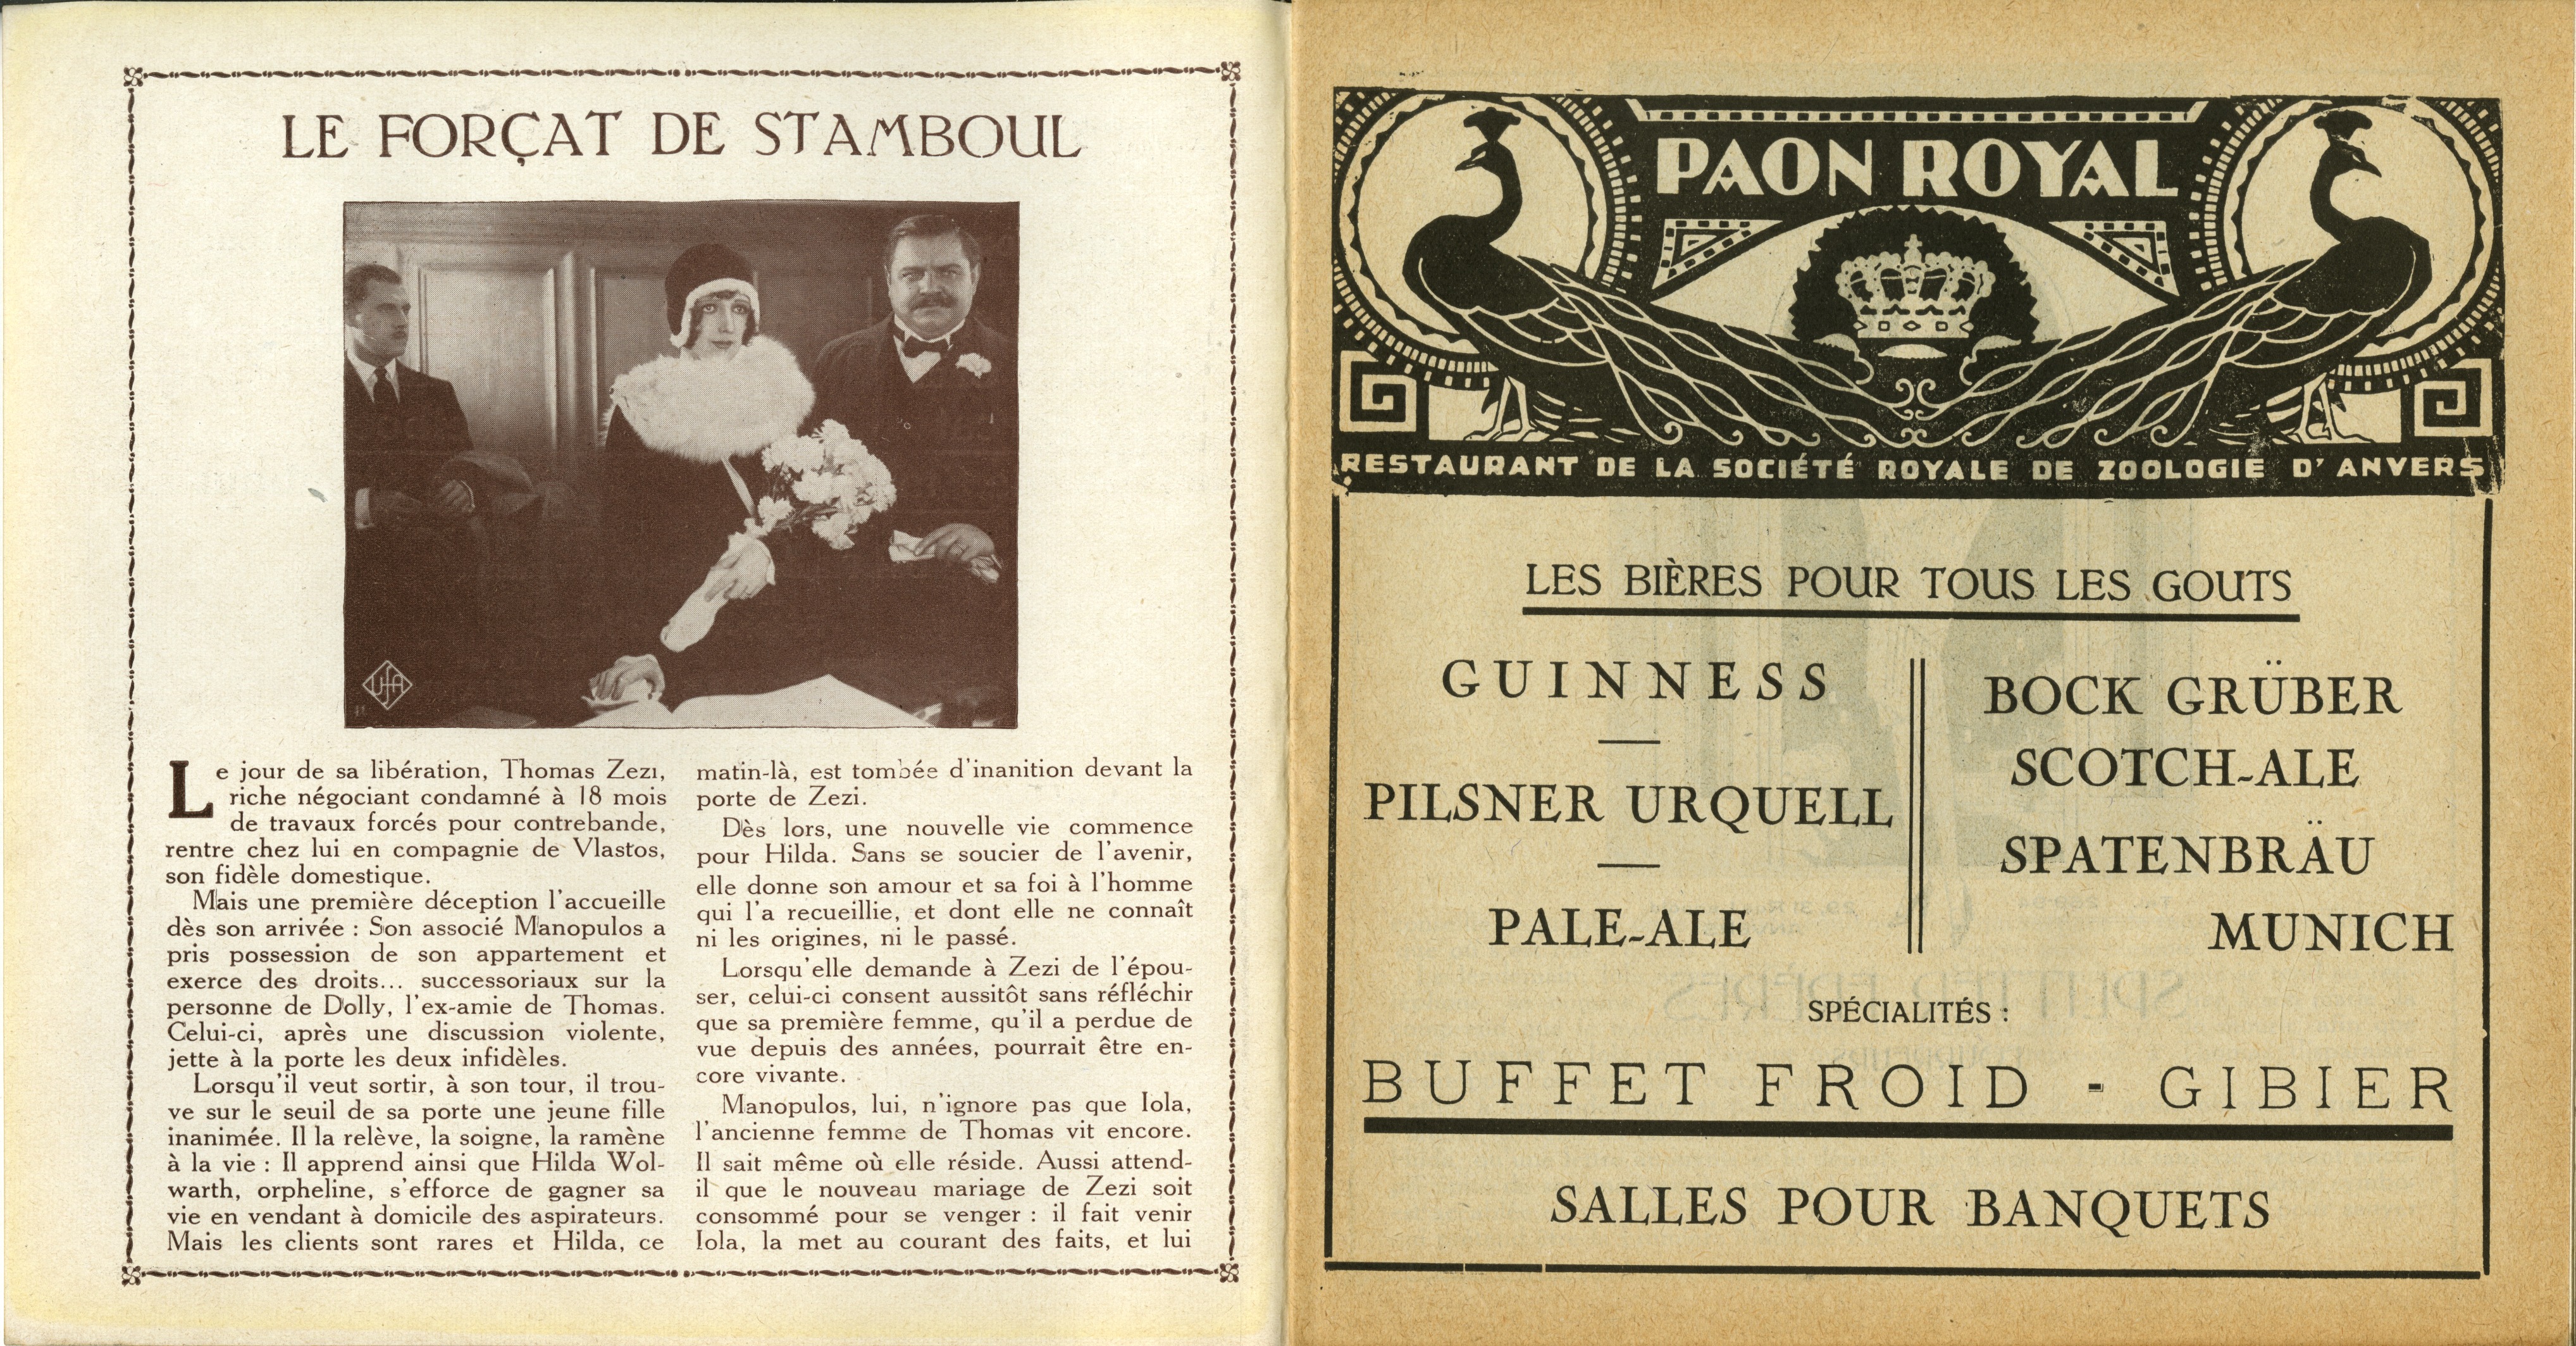 LE FORÇAT DE STAMBOUL
UfA
Le jour de sa libération, Thomas Zezi,
riche négociant condamné à 18 mois
de travaux forcés pour contrebande,
rentre chez lui en compagnie de Vlastos,
son fidèle domestique.
Mais une première déception l'accueille
dès son arrivée : Son associé Manopulos a
pris possession de son appartement et
exerce des droits... successoriaux sur la
personne de Dolly, l'ex-amie de Thomas.
Celui-ci, après une discussion violente,
jette à la porte les deux infidèles.
Lorsqu'il veut sortir, à son tour, il trou-
ve sur le seuil de sa porte une jeune fille
inanimée. Il la relève, la soigne, la ramène
à la vie : Il apprend ainsi que Hilda Wol-
warth, orpheline, s'efforce de gagner sa
vie en vendant à domicile des aspirateurs.
Mais les clients sont rares et Hilda, ce
matin-là, est tombée d'inanition devant la
porte de Zezi.
Dès lors, une nouvelle vie commence
pour Hilda. Sans se soucier de l'avenir,
elle donne son amour et sa foi à l'homme
qui l'a recueillie, et dont elle ne connaît
ni les origines, ni le passé.
Lorsqu'elle demande à Zezi de l'épou-
ser, celui-ci consent aussitôt sans réfléchir
que sa première femme, qu'il a perdue de
vue depuis des années, pourrait être en-
core vivante.
Manopulos, lui, n'ignore pas que Iola,
l'ancienne femme de Thomas vit encore.
Il sait même où elle réside. Aussi attend-
il que le nouveau mariage de Zezi soit
consommé pour se venger : il fait venir
Iola, la met au courant des faits, et lui
PAON ROYAL
RESTAURANT DE LA SOCIÉTÉ ROYALE DE ZOOLOGIE D'ANVERS
LES BIÈRES POUR TOUS LES GOUTS
GUINNESS
PILSNER URQUELL
PALE-ALE
BOCK GRÜBER
SCOTCH-ALE
SPATENBRÄU
MUNICH
SPÉCIALITÉS :
BUFFET FROID - GIBIER
SALLES POUR BANQUETS